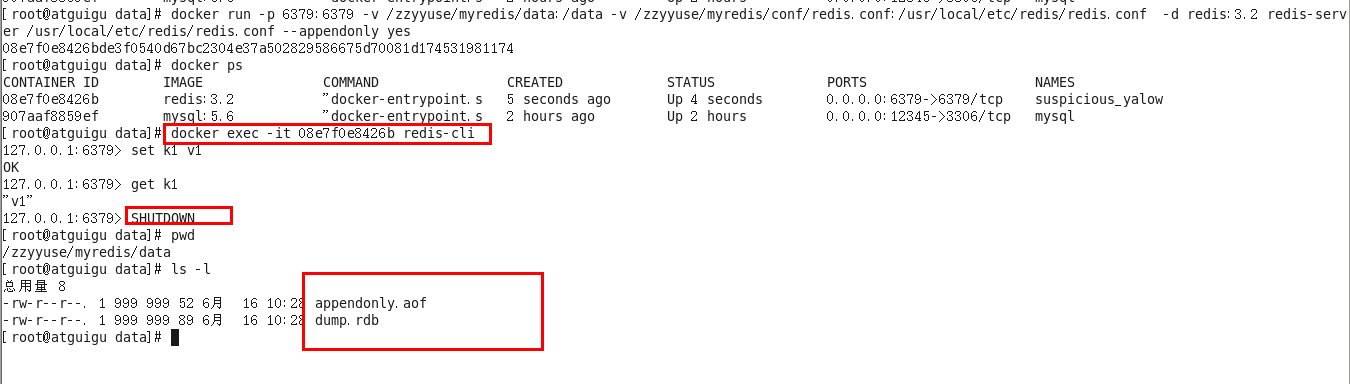 [root@atguigu data]# docker run -p 6379:6379 -v /zzyyuse/myredis/data:/data -v /zzyyuse/myredis/conf/redis.conf:/usr/local/etc/redis/redis.conf  -d redis:3.2 redis-serv
er /usr/local/etc/redis/redis.conf --appendonly yes
08e7f0e8426bde3f0540d67bc2304e37a502829586675d70081d174531981174
[root@atguigu data]# docker ps
CONTAINER ID        IMAGE               COMMAND                CREATED             STATUS              PORTS                     NAMES
08e7f0e8426b        redis:3.2           "docker-entrypoint.s   5 seconds ago       Up 4 seconds        0.0.0.0:6379->6379/tcp    suspicious_yalow
907aaf8859ef        mysql:5.6           "docker-entrypoint.s   2 hours ago         Up 2 hours          0.0.0.0:12345->3306/tcp   mysql
[root@atguigu data]# docker exec -it 08e7f0e8426b redis-cli
127.0.0.1:6379> set k1 v1
OK
127.0.0.1:6379> get k1
"v1"
127.0.0.1:6379> SHUTDOWN
[root@atguigu data]# pwd
/zzyyuse/myredis/data
[root@atguigu data]# ls -l
总用量 8
-rw-r--r--. 1 999 999 52 6月  16 10:28 appendonly.aof
-rw-r--r--. 1 999 999 89 6月  16 10:28 dump.rdb
[root@atguigu data]#